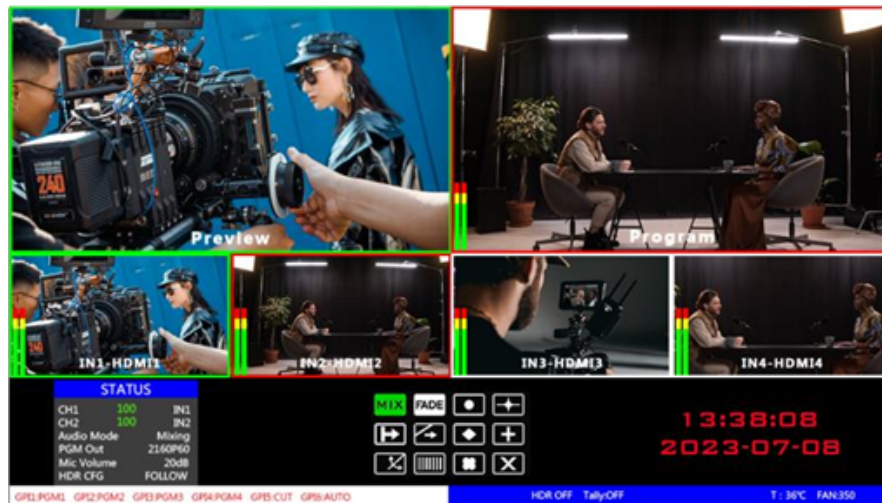 240
Preview
Program
240
IN1-HDMI1
IN2-HDMI2
IN3-HDMI3
IN4-HDMI4
STATUS
CH1 100 IN1
CH2 100 IN2
Audio Mode Mixing
PGM Out 2160P60
Mic Volume 20dB
HDR CFG FOLLOW
MIX FADE
13:38:08
2023-07-08
GPI1:PGM1 GPI2:PGM2 GPI3:PGM3 GPI4:PGM4 GPI5:CUT GPI6:AUTO
HDR OFF Tally:OFF T : 36℃ FAN:350